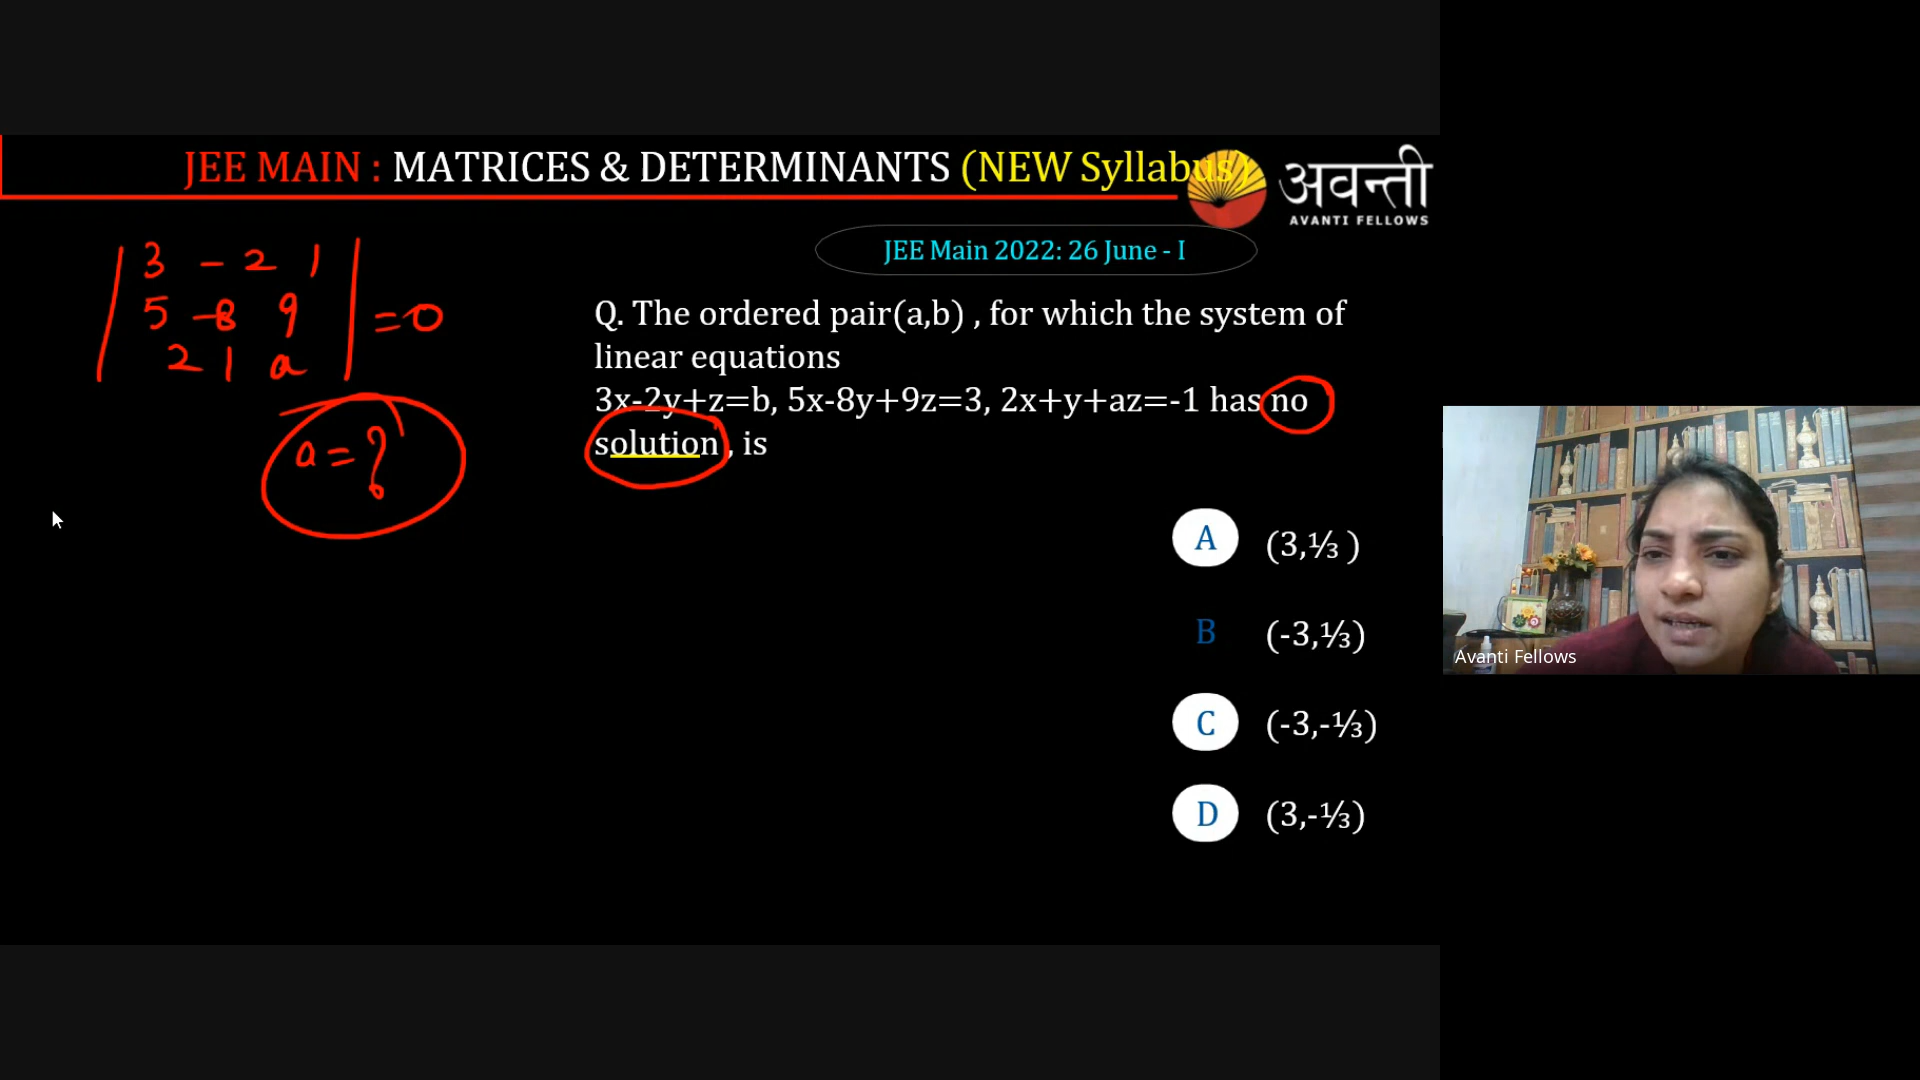 JEE MAIN : MATRICES & DETERMINANTS (NEW Syllabus)
अवन्ती
AVANTI FELLOWS
JEE Main 2022: 26 June - I
3 - 2 1
5 -8 9
2 1 a
=0
a = ?
Q. The ordered pair(a,b) , for which the system of
linear equations
3x-2y+z=b, 5x-8y+9z=3, 2x+y+az=-1 has no
solution , is
A (3,⅓ )
B (-3,⅓)
C (-3,-⅓)
D (3,-⅓)
Avanti Fellows